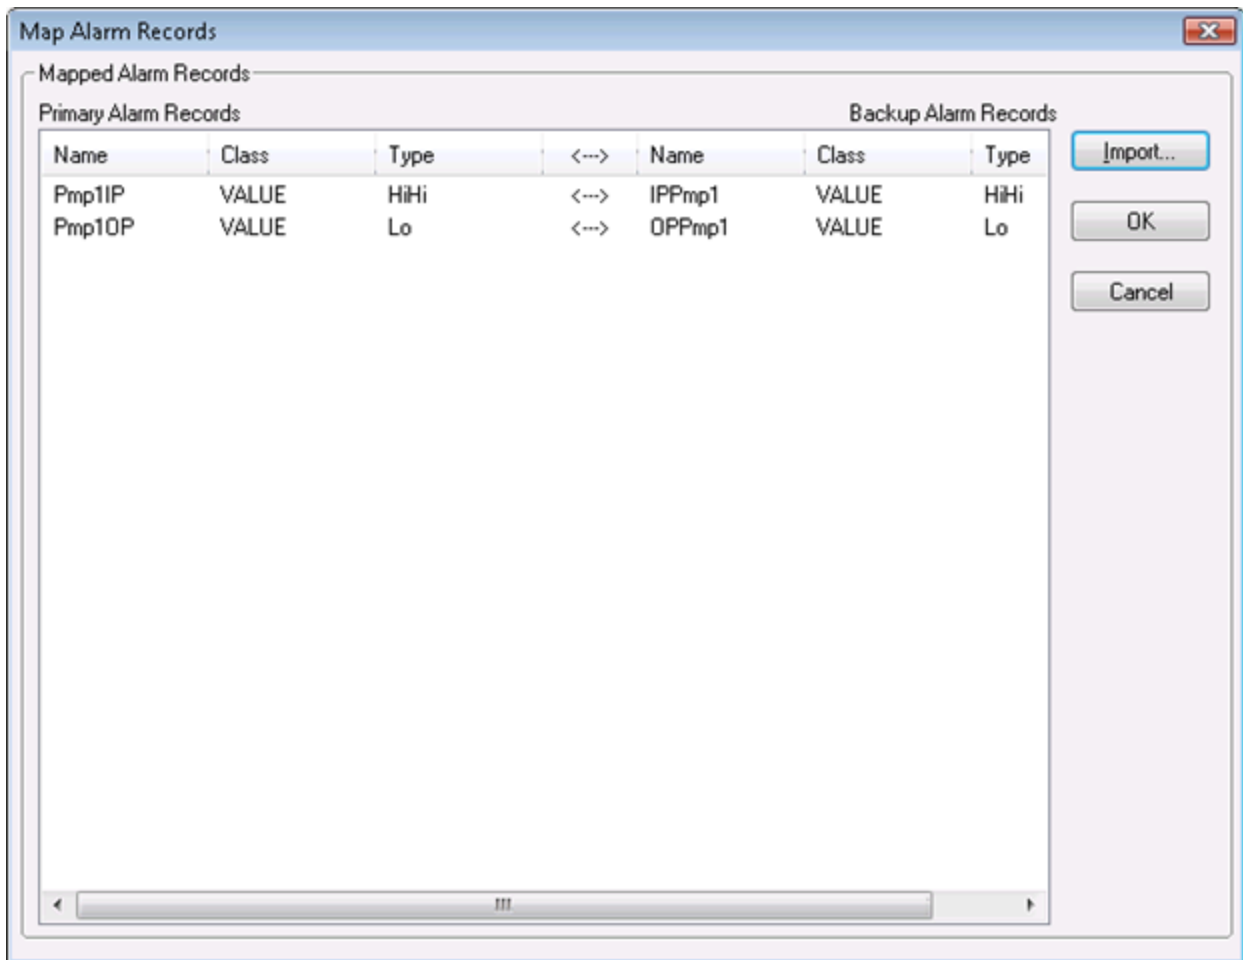 Map Alarm Records
Mapped Alarm Records
Primary Alarm Records Backup Alarm Records
Name Class Type <---> Name Class Type
Pmp1IP VALUE HiHi <---> IPPmp1 VALUE HiHi
Pmp1OP VALUE Lo <---> OPPmp1 VALUE Lo
Import...
OK
Cancel